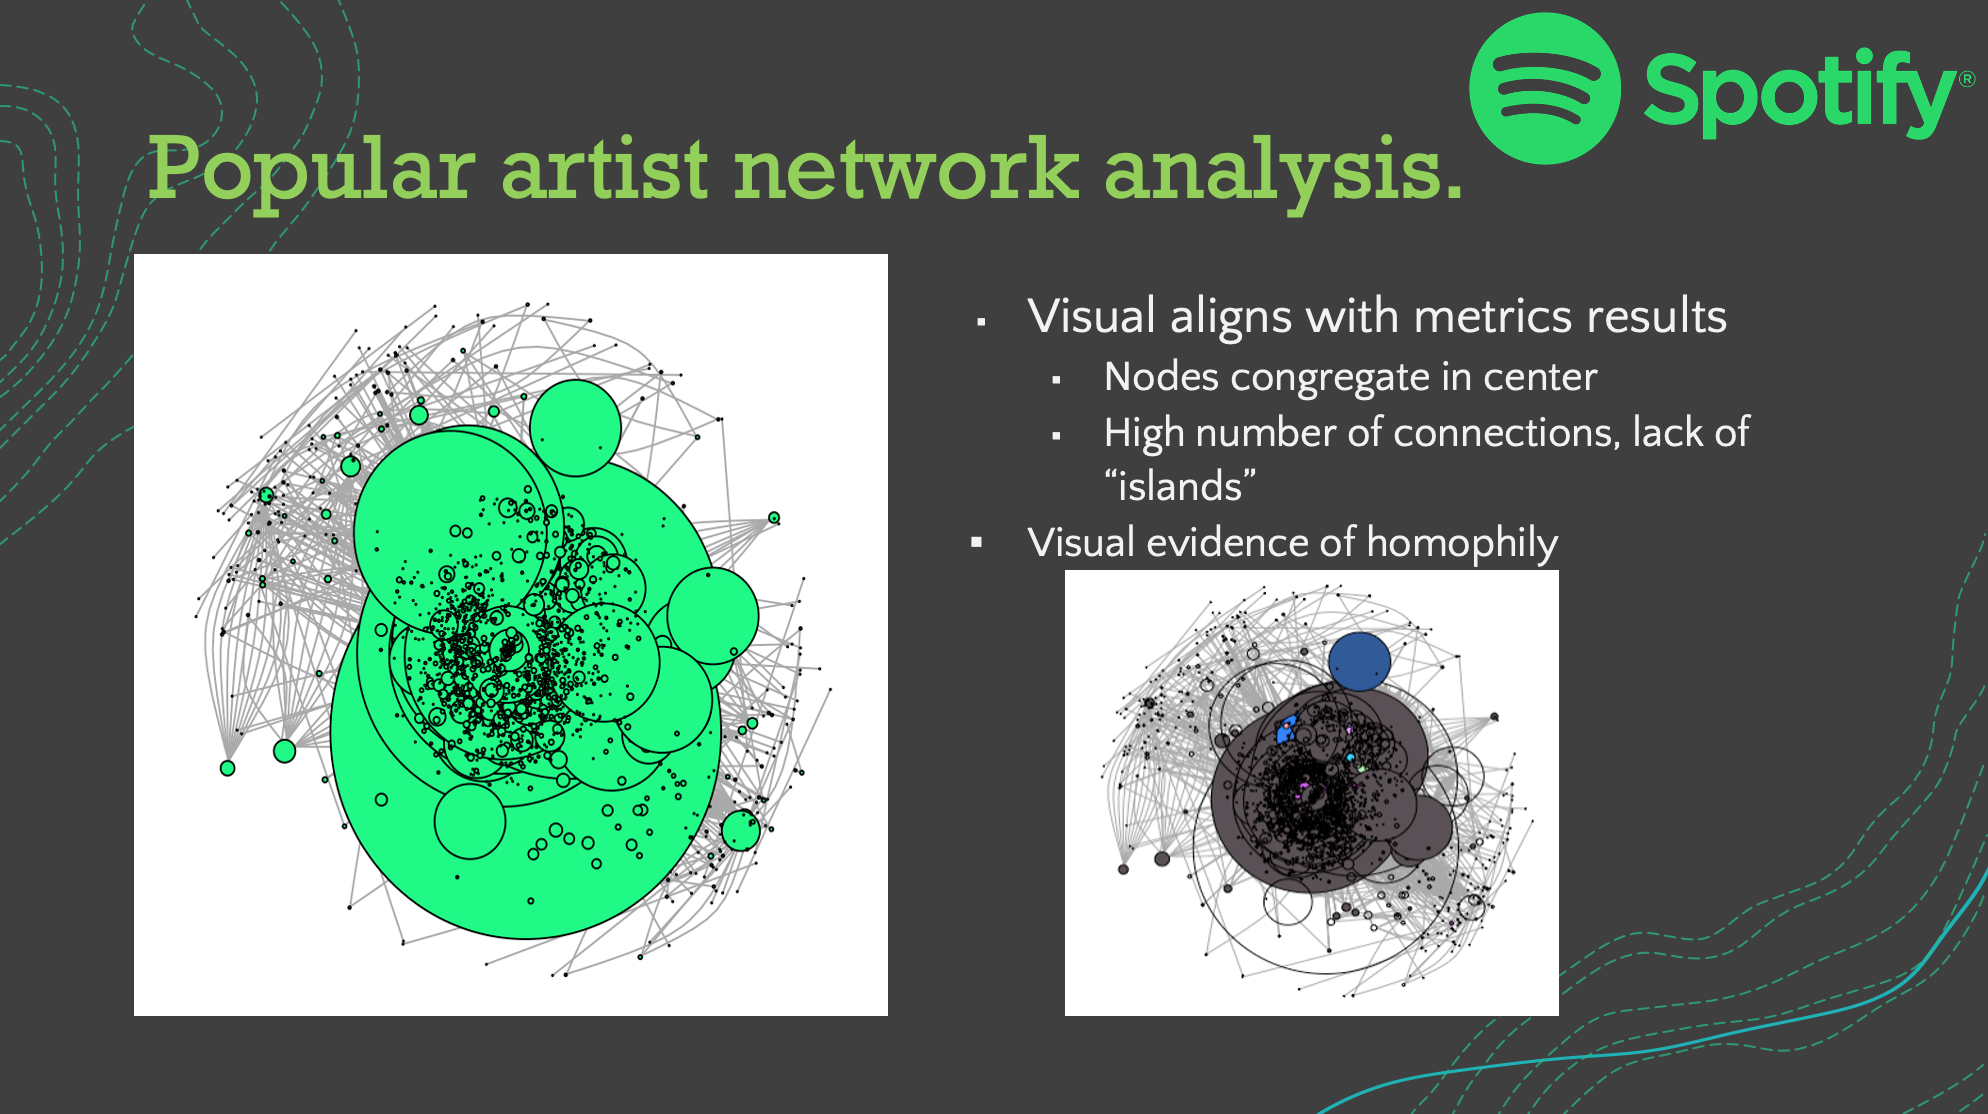 Spotify®
Popular artist network analysis.
▪ Visual aligns with metrics results
▪ Nodes congregate in center
▪ High number of connections, lack of
“islands”
▪ Visual evidence of homophily